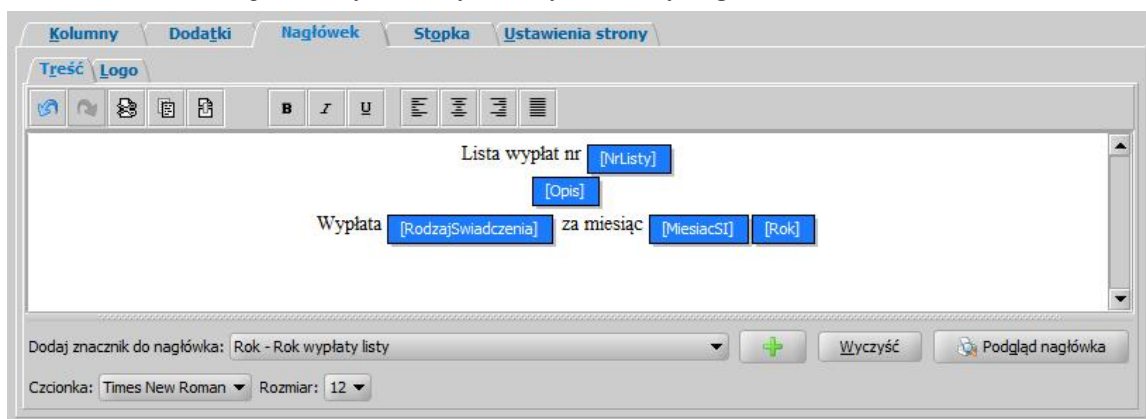 Kolumny Dodatki Nagłówek Stopka Ustawienia strony
Treść Logo
B I U
Lista wypłat nr [NrListy]
[Opis]
Wypłata [RodzajSwiadczenia] za miesiąc [MiesiacSI] [Rok]
Dodaj znacznik do nagłówka: Rok - Rok wypłaty listy Wyczyść Podgląd nagłówka
Czcionka: Times New Roman Rozmiar: 12